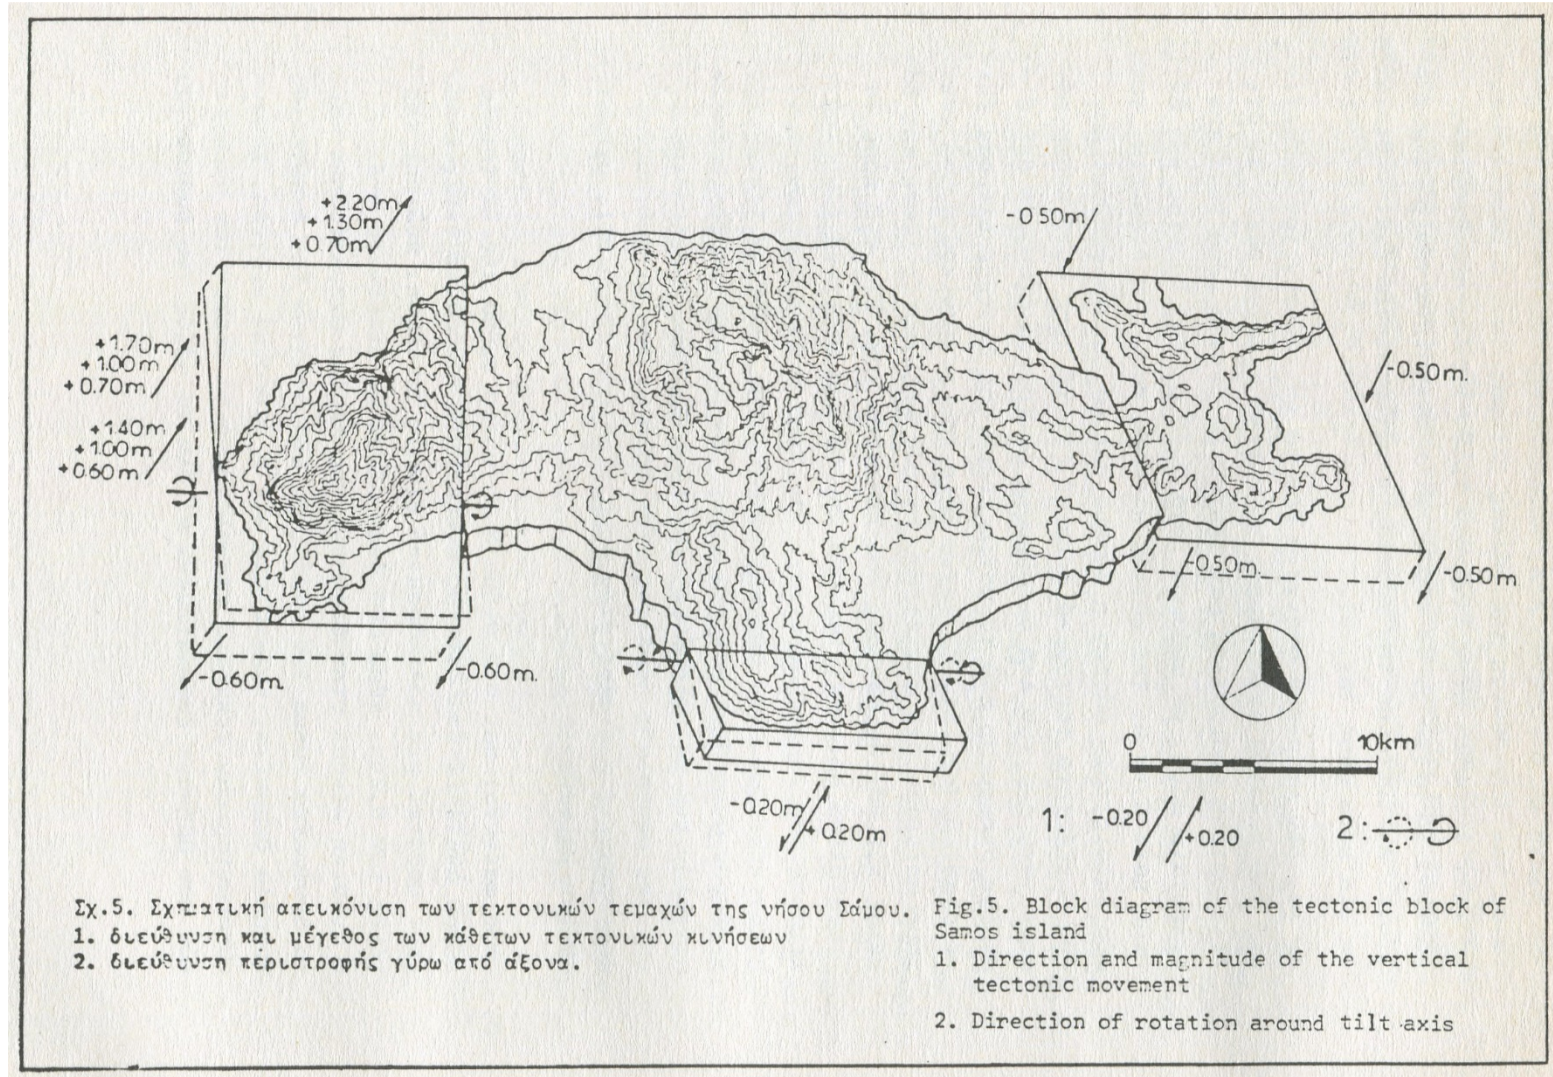 +2.20m
+1.30m
+0.70m
-0.50m
+1.70m
+1.00m
+0.70m
-0.50m.
+1.40m
+1.00m
+0.60m
-0.50m.
-0.50m
-0.60m.
-0.60m.
0 10km
-0.20m
+0.20m
1: -0.20 +0.20 2:
Σχ.5. Σχηματική απεικόνιση των τεκτονικών τεμαχών της νήσου Σάμου.
1. διεύθυνση και μέγεθος των κάθετων τεκτονικών κινήσεων
2. διεύθυνση περιστροφής γύρω από άξονα.
Fig.5. Block diagram of the tectonic block of
Samos island
1. Direction and magnitude of the vertical
tectonic movement
2. Direction of rotation around tilt axis